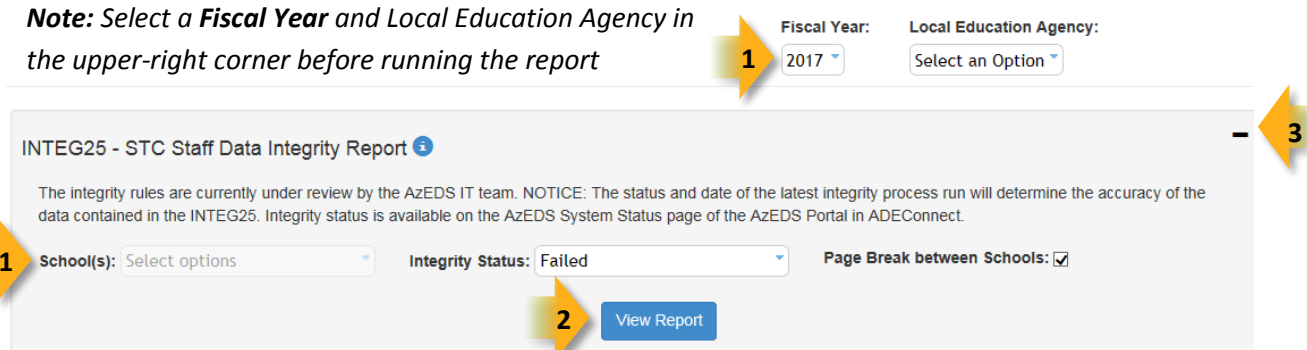 Note: Select a Fiscal Year and Local Education Agency in
the upper-right corner before running the report
Fiscal Year: Local Education Agency:
1 2017 Select an Option
3
INTEG25 - STC Staff Data Integrity Report
The integrity rules are currently under review by the AzEDS IT team. NOTICE: The status and date of the latest integrity process run will determine the accuracy of the
data contained in the INTEG25. Integrity status is available on the AzEDS System Status page of the AzEDS Portal in ADEConnect.
1 School(s): Select options Integrity Status: Failed Page Break between Schools:
2 View Report